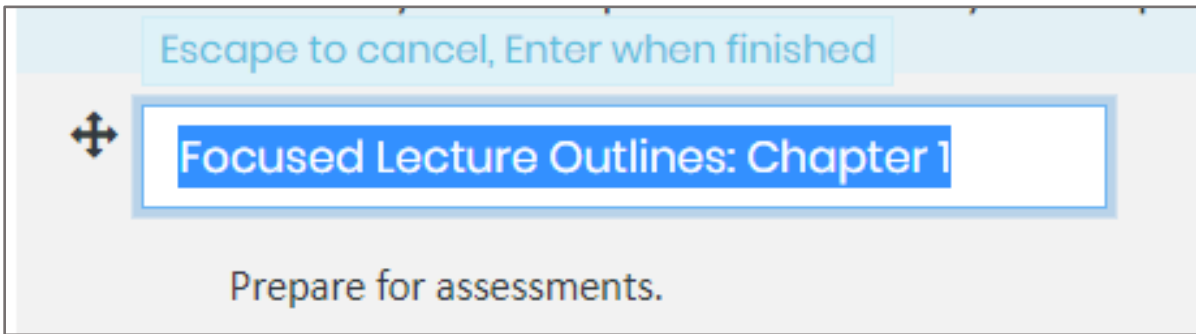 Escape to cancel, Enter when finished
Focused Lecture Outlines: Chapter 1
Prepare for assessments.